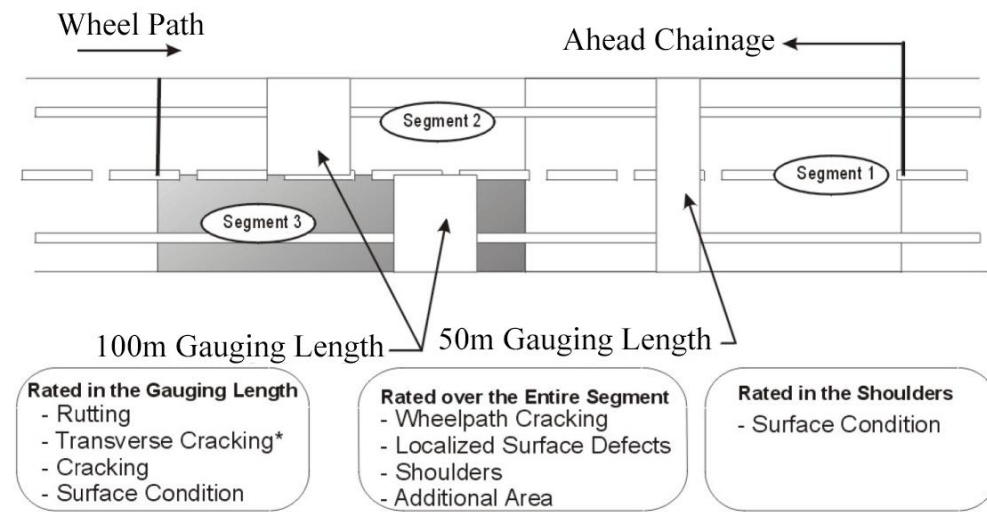 Wheel Path
Ahead Chainage
Segment 2
Segment 1
Segment 3
100m Gauging Length
50m Gauging Length
Rated in the Gauging Length
- Rutting
- Transverse Cracking*
- Cracking
- Surface Condition
Rated over the Entire Segment
- Wheelpath Cracking
- Localized Surface Defects
- Shoulders
- Additional Area
Rated in the Shoulders
- Surface Condition